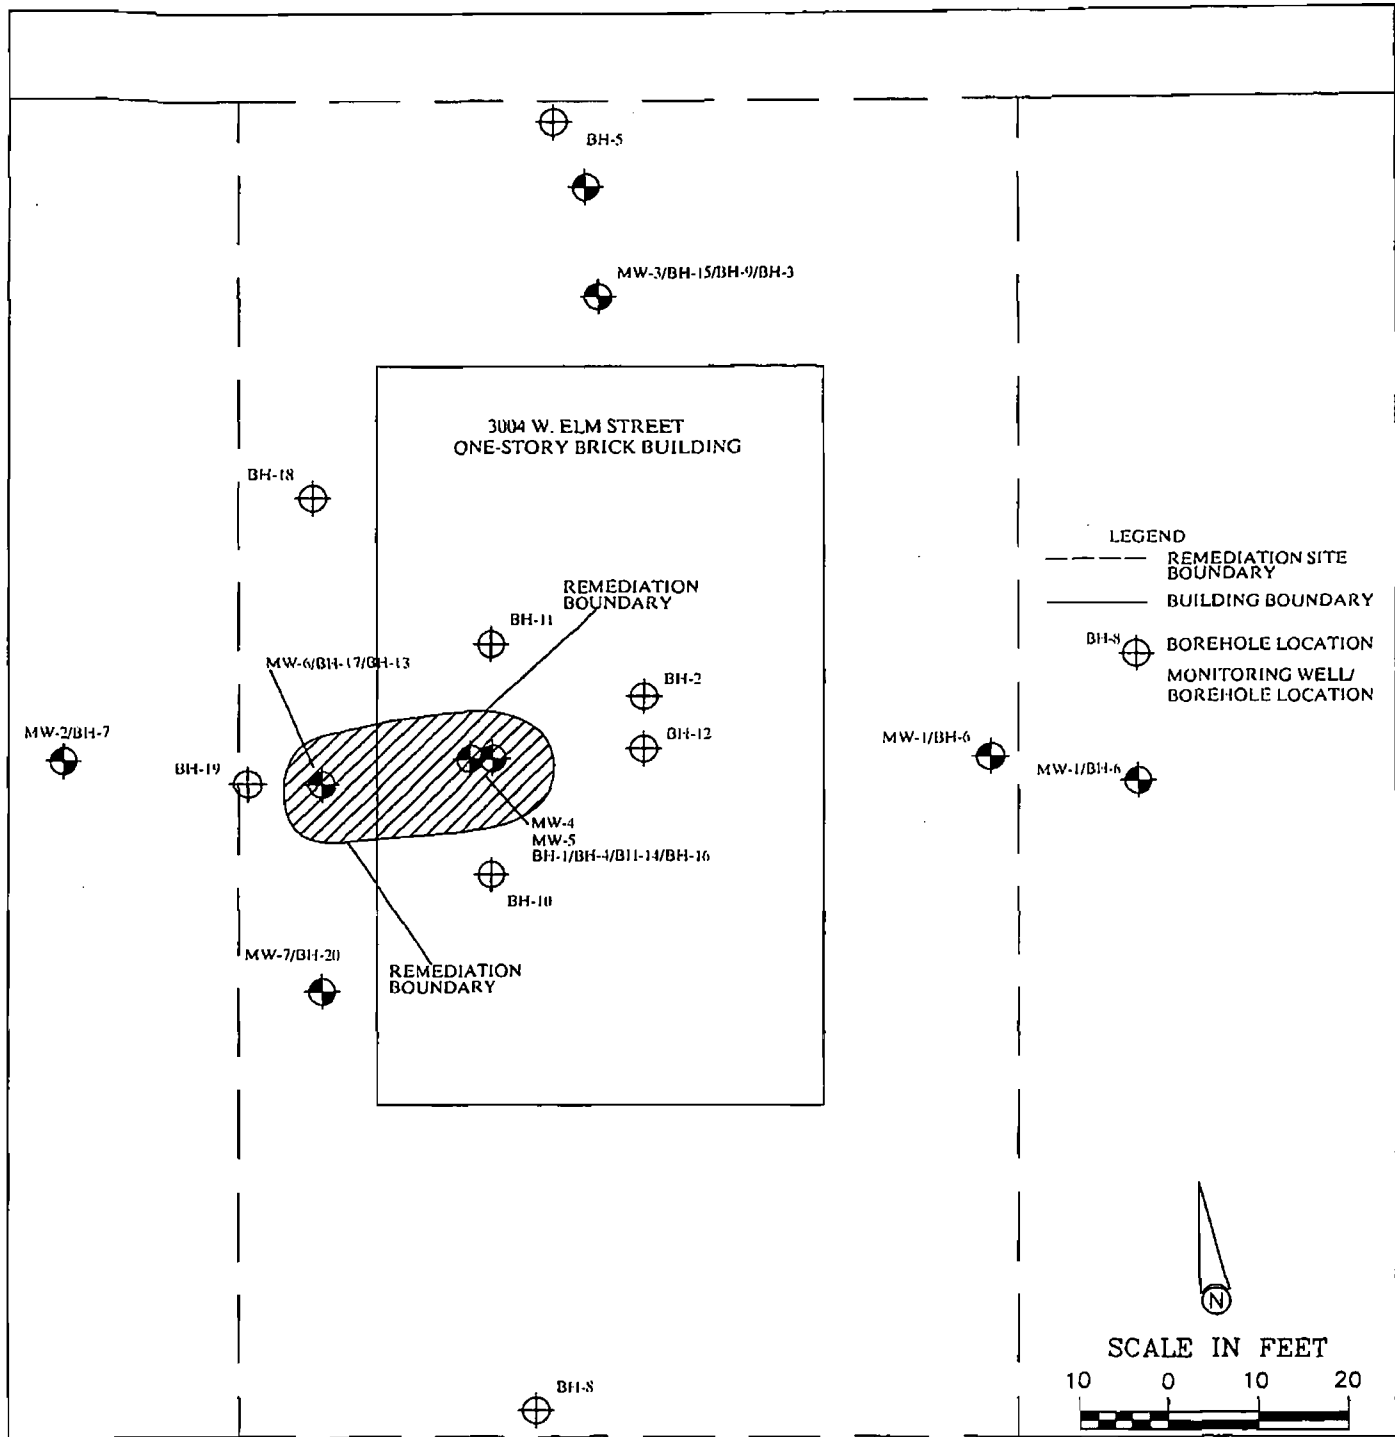 BH-5
MW-3/BH-15/BH-9/BH-3
3004 W. ELM STREET
ONE-STORY BRICK BUILDING
BH-18
LEGEND
REMEDIATION SITE
BOUNDARY
BUILDING BOUNDARY
BH-8
BOREHOLE LOCATION
MONITORING WELL/
BOREHOLE LOCATION
MW-1/BH-6
REMEDIATION
BOUNDARY
BH-11
MW-6/BH-17/BH-13
BH-2
MW-2/BH-7
BH-12
MW-1/BH-6
BH-19
MW-4
MW-5
BH-1/BH-4/BH-14/BH-16
BH-10
MW-7/BH-20
REMEDIATION
BOUNDARY
N
SCALE IN FEET
10 0 10 20
BH-8